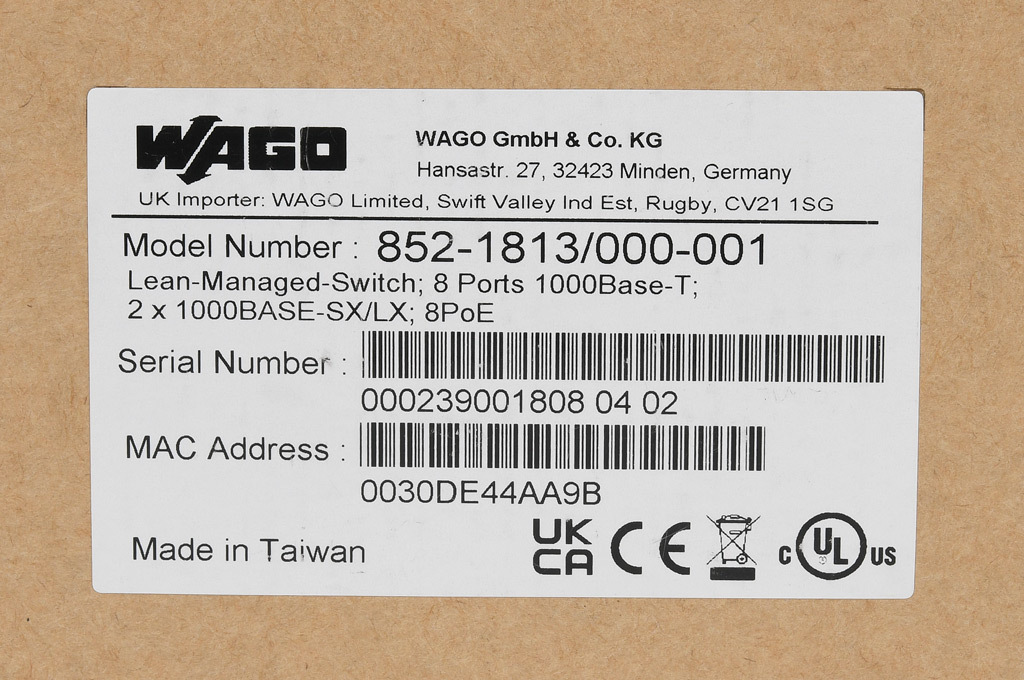 WAGO
WAGO GmbH & Co. KG
Hansastr. 27, 32423 Minden, Germany
UK Importer: WAGO Limited, Swift Valley Ind Est, Rugby, CV21 1SG
Model Number : 852-1813/000-001
Lean-Managed-Switch; 8 Ports 1000Base-T;
2 x 1000BASE-SX/LX; 8PoE
Serial Number :
000239001808 04 02
MAC Address :
0030DE44AA9B
Made in Taiwan
UK
CA
CE
c UL US